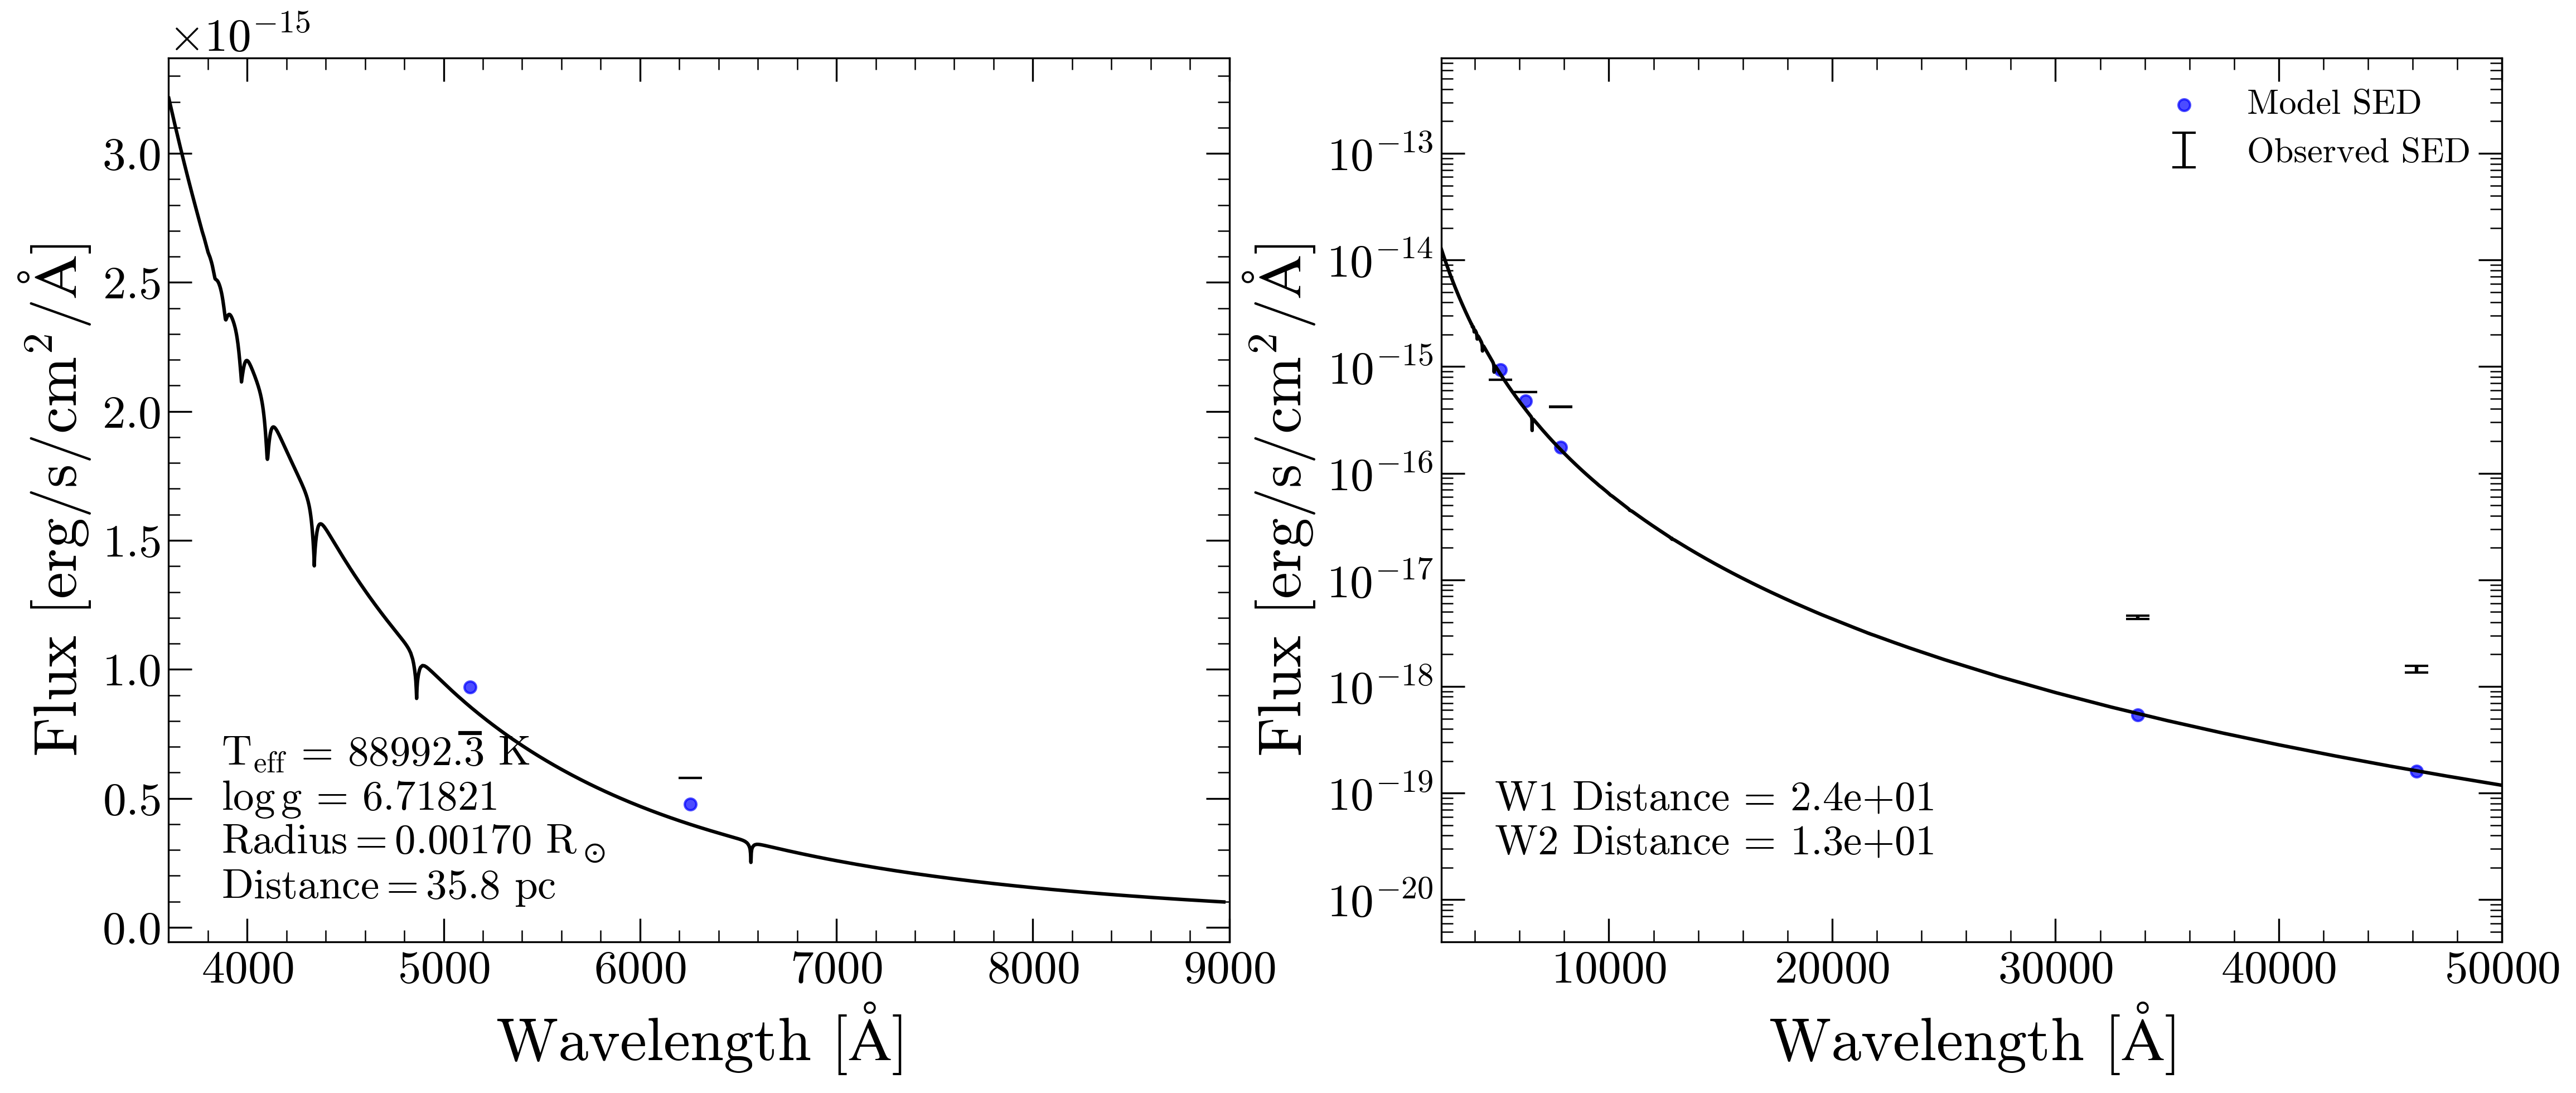 ×10⁻¹⁵
Flux [erg/s/cm²/Å]
3.0
2.5
2.0
1.5
1.0
0.5
0.0
T_eff = 88992.3 K
log g = 6.71821
Radius = 0.00170 R_⊙
Distance = 35.8 pc
4000 5000 6000 7000 8000 9000
Wavelength [Å]
Flux [erg/s/cm²/Å]
10⁻¹³
10⁻¹⁴
10⁻¹⁵
10⁻¹⁶
10⁻¹⁷
10⁻¹⁸
10⁻¹⁹
10⁻²⁰
Model SED
Observed SED
W1 Distance = 2.4e+01
W2 Distance = 1.3e+01
10000 20000 30000 40000 50000
Wavelength [Å]